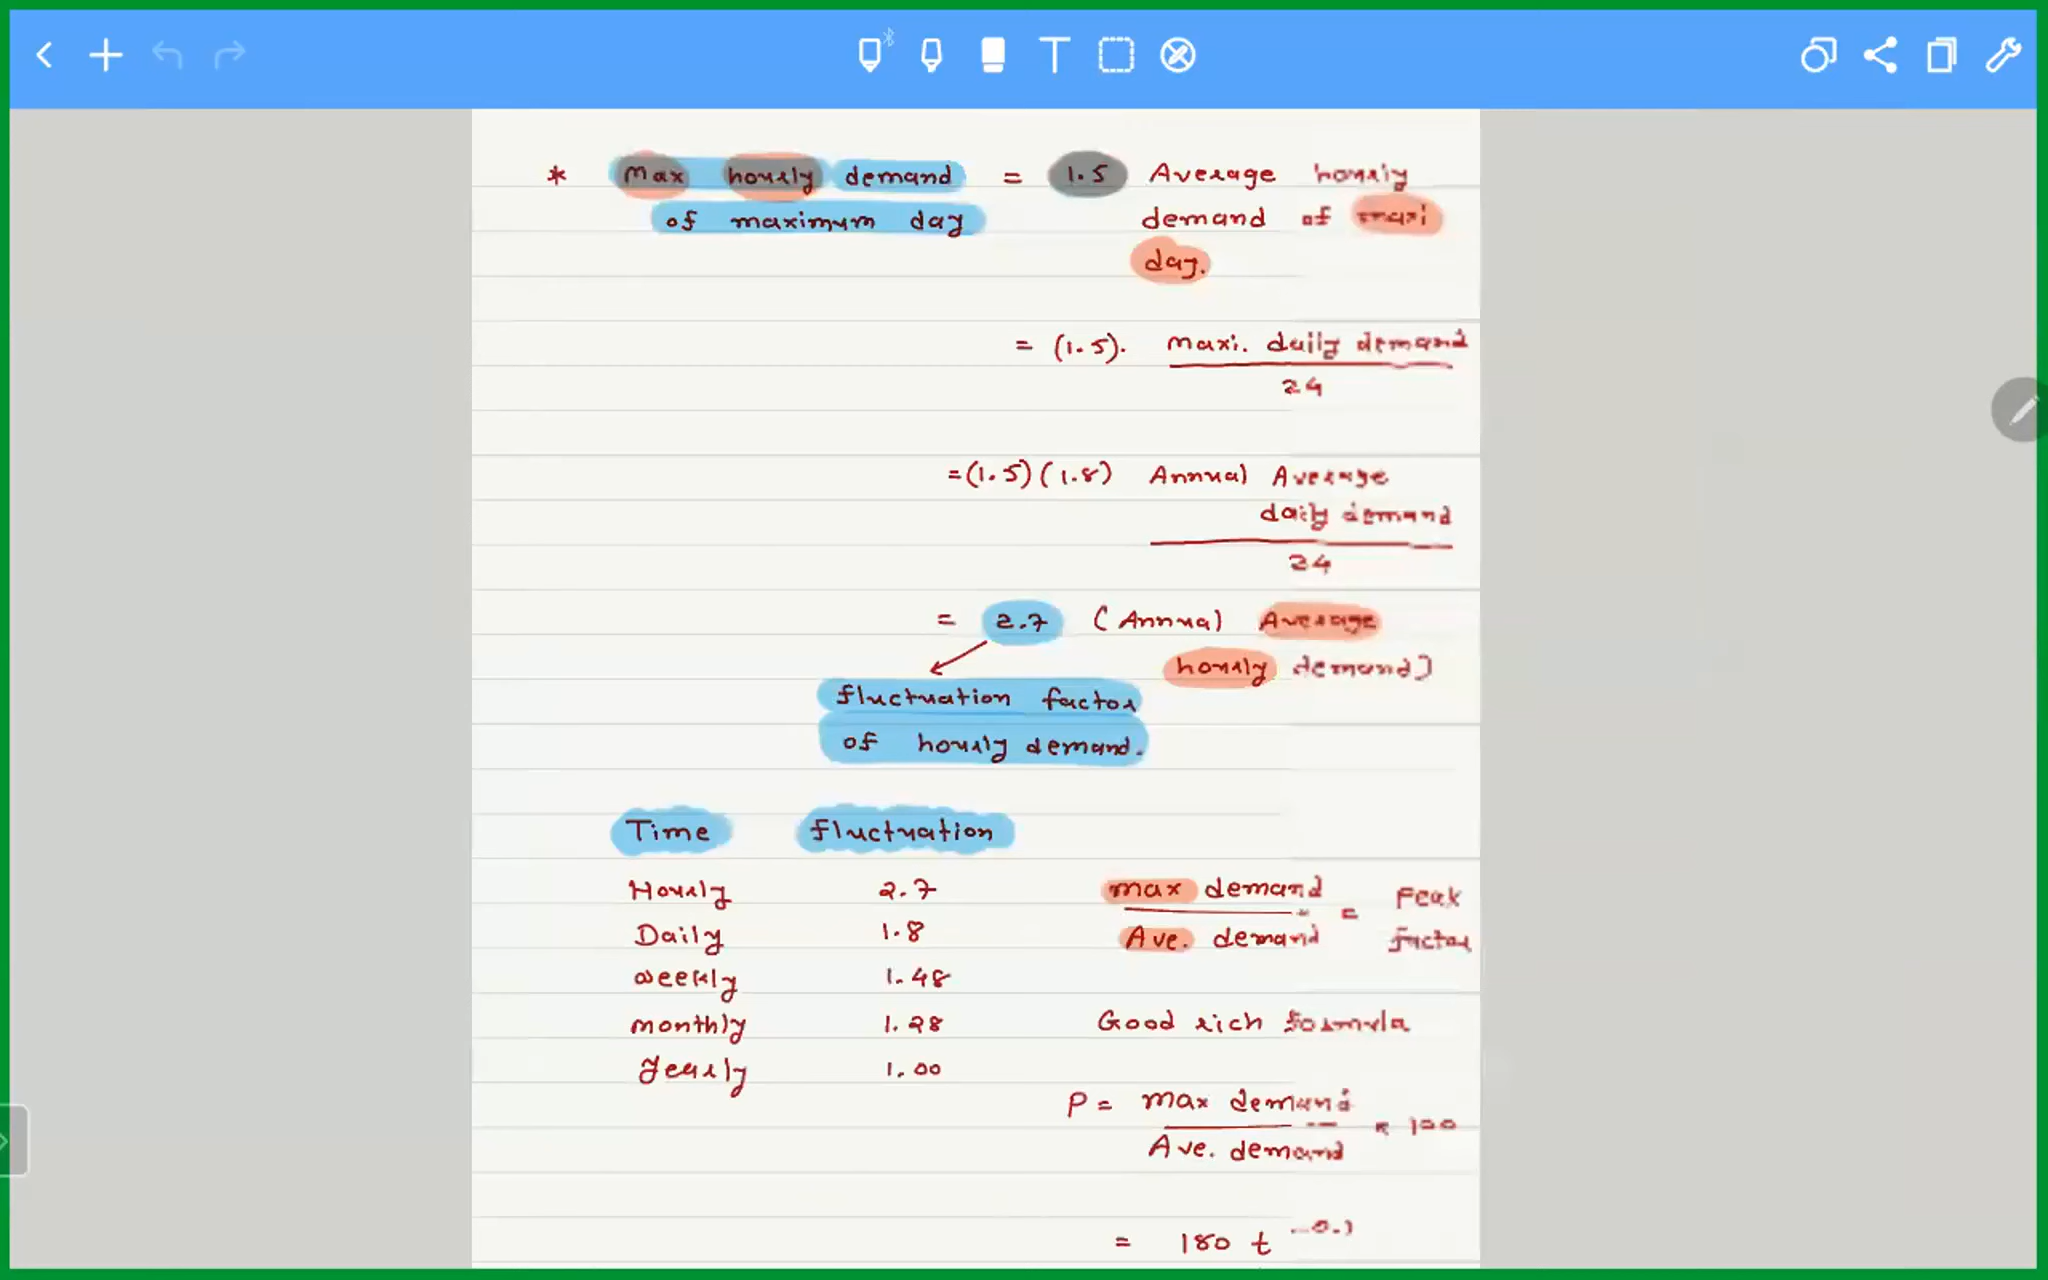 * Max hourly demand = 1.5 Average hourly
of maximum day demand of maxi
day.
= (1.5). maxi. daily demand
24
=(1.5)(1.8) Annual Average
daily demand
24
= 2.7 (Annual Average
hourly demand)
fluctuation factor
of hourly demand.
Time fluctuation
Hourly 2.7 max demand = Peak
Daily 1.8 Ave. demand factor
weekly 1.48
monthly 1.28 Good rich formula
Yearly 1.00
P = max demand × 100
Ave. demand
= 180 t -0.1